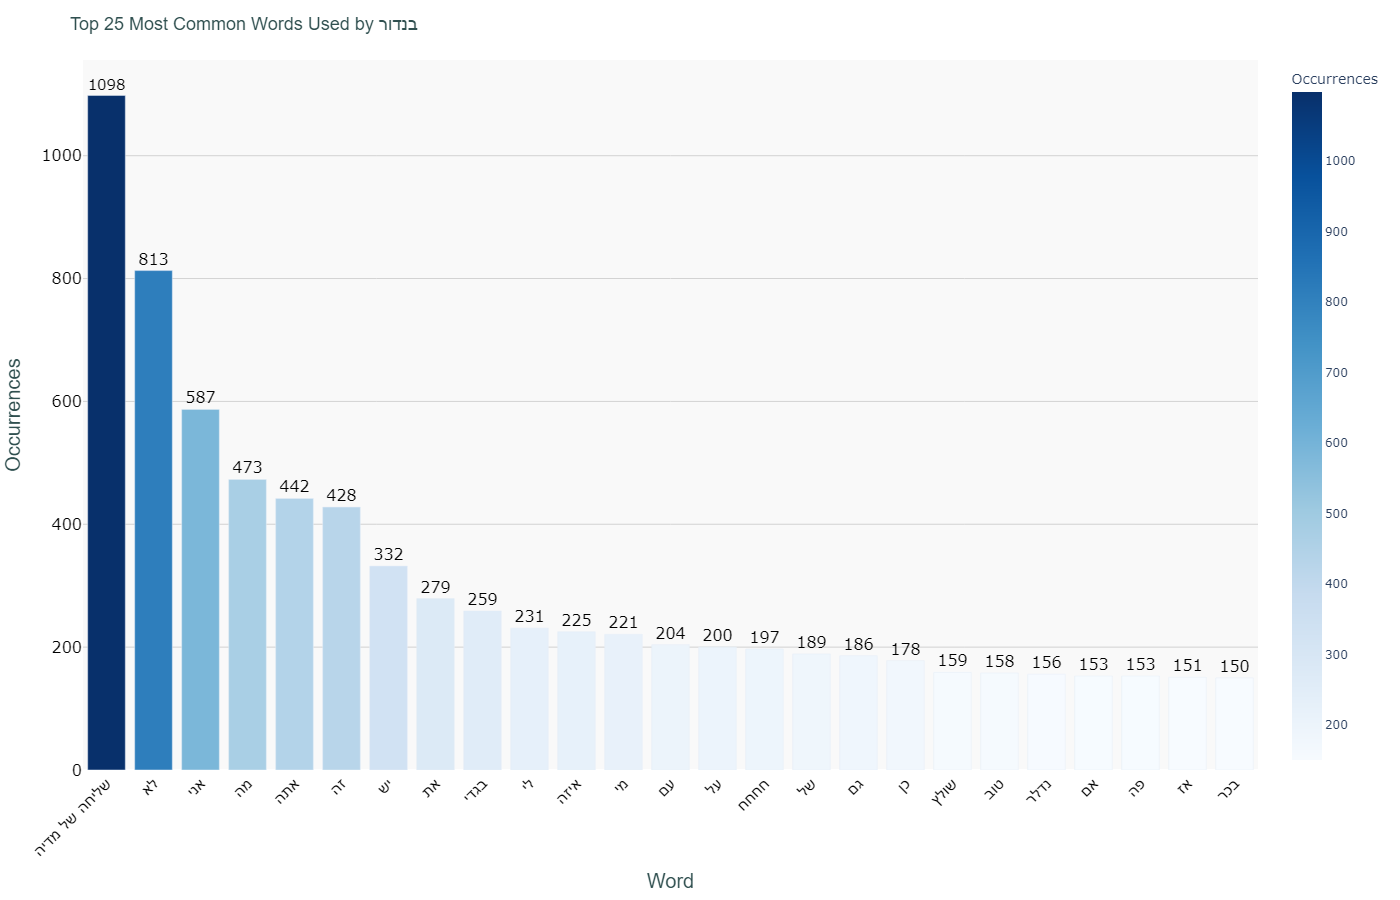 Top 25 Most Common Words Used by בנדור
Occurrences
1098
813
587
473
442
428
332
279
259
231
225
221
204
200
197
189
186
178
159
158
156
153
153
151
150
1000
800
600
400
200
0
Occurrences
שליחה של מדיה
לא
אני
מה
אתה
זה
יש
את
בגדי
לי
איזה
מי
עם
על
חחחח
של
גם
כן
שולץ
טוב
נדלר
אם
פה
אז
בכר
Word
1000
900
800
700
600
500
400
300
200